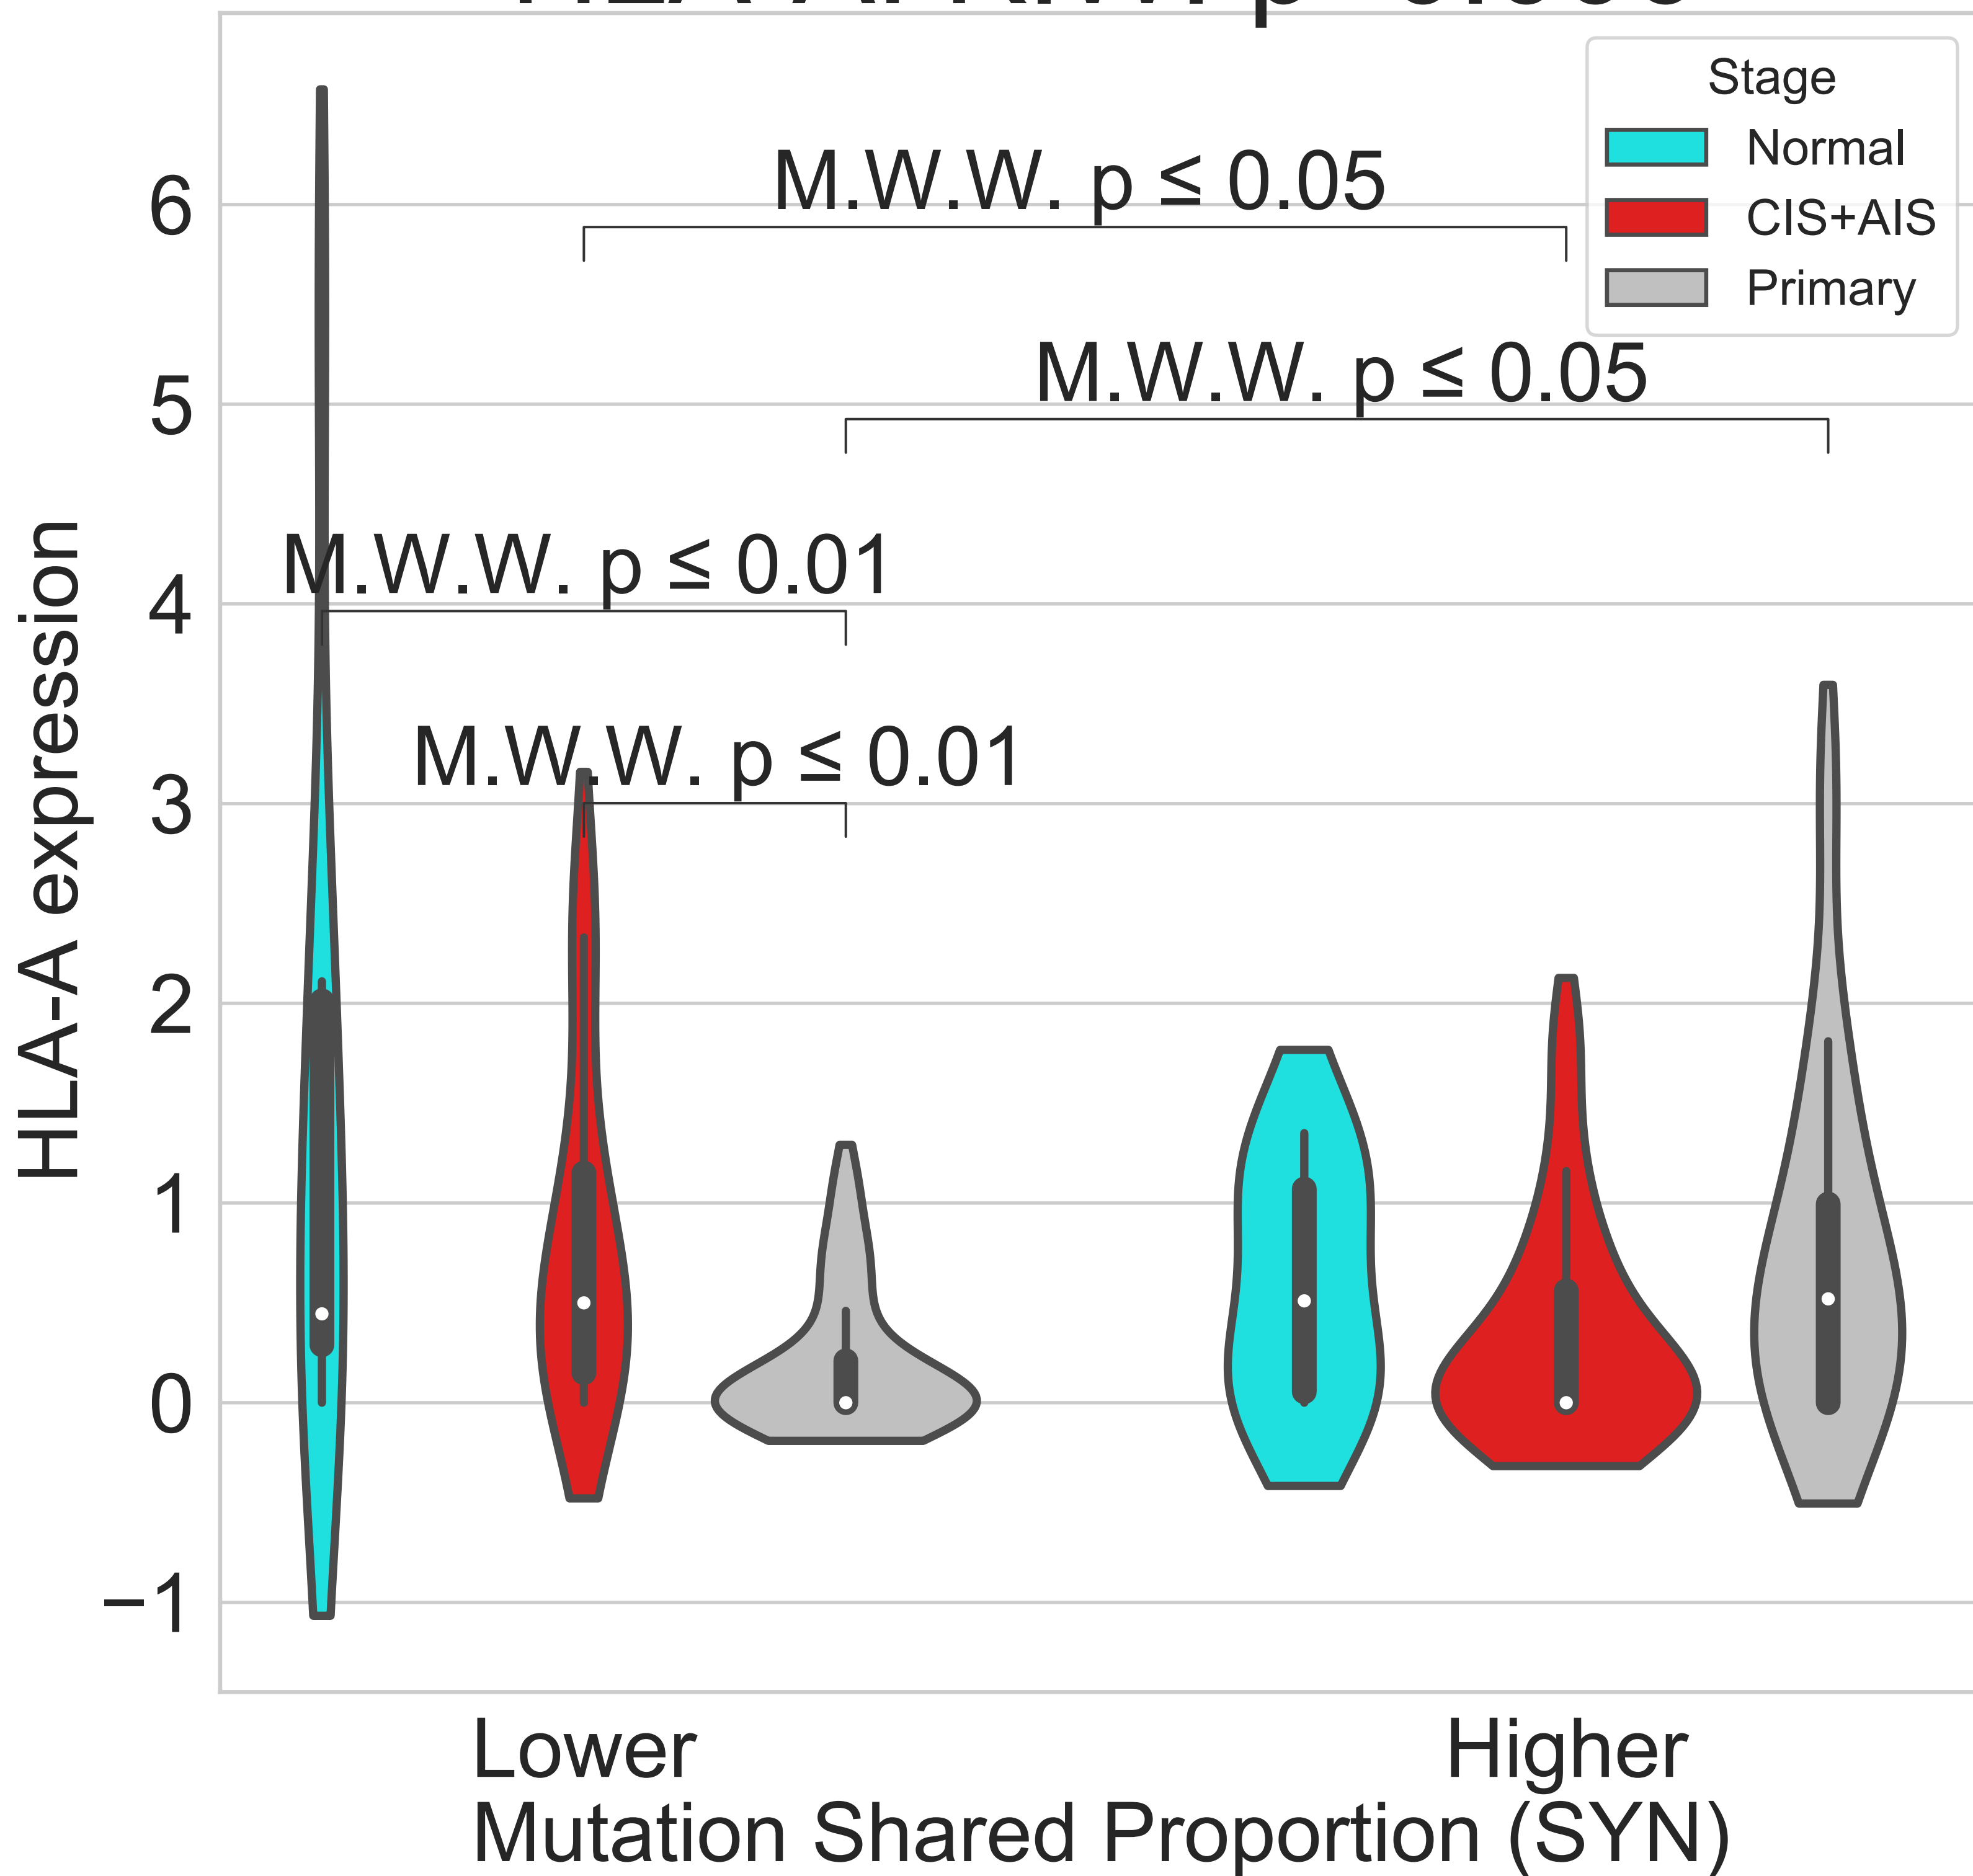 Stage
Normal
CIS+AIS
Primary
M.W.W. p ≤ 0.05
M.W.W. p ≤ 0.05
M.W.W. p ≤ 0.01
M.W.W. p ≤ 0.01
HLA-A expression
6
5
4
3
2
1
0
−1
Lower
Higher
Mutation Shared Proportion (SYN)